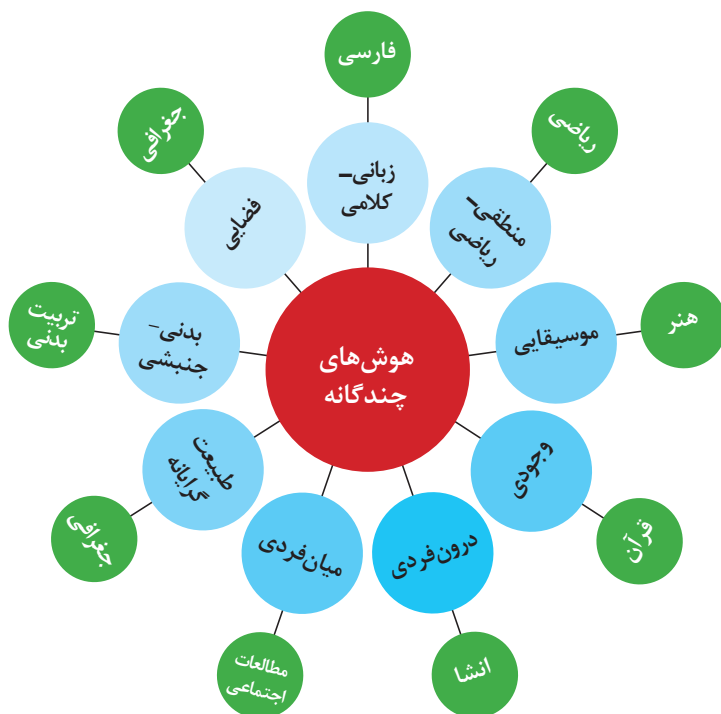 هوش‌های
چندگانه
زبانی–
کلامی
فارسی
منطقی–
ریاضی
ریاضی
موسیقایی
هنر
وجودی
قرآن
درون‌فردی
انشا
میان‌فردی
مطالعات
اجتماعی
طبیعت
گرایانه
جغرافی
بدنی–
جنبشی
تربیت
بدنی
فضایی
جغرافی